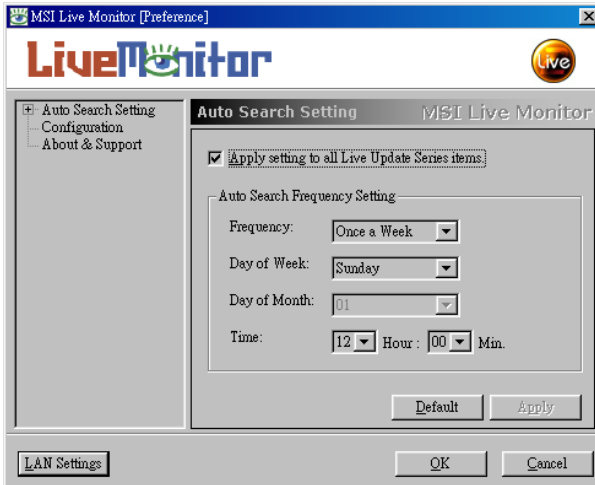 MSI Live Monitor [Preference]
LiveMonitor
Live
Auto Search Setting
Configuration
About & Support
Auto Search Setting MSI Live Monitor
Apply setting to all Live Update Series items.
Auto Search Frequency Setting
Frequency: Once a Week
Day of Week: Sunday
Day of Month: 01
Time: 12 Hour : 00 Min.
Default Apply
LAN Settings OK Cancel